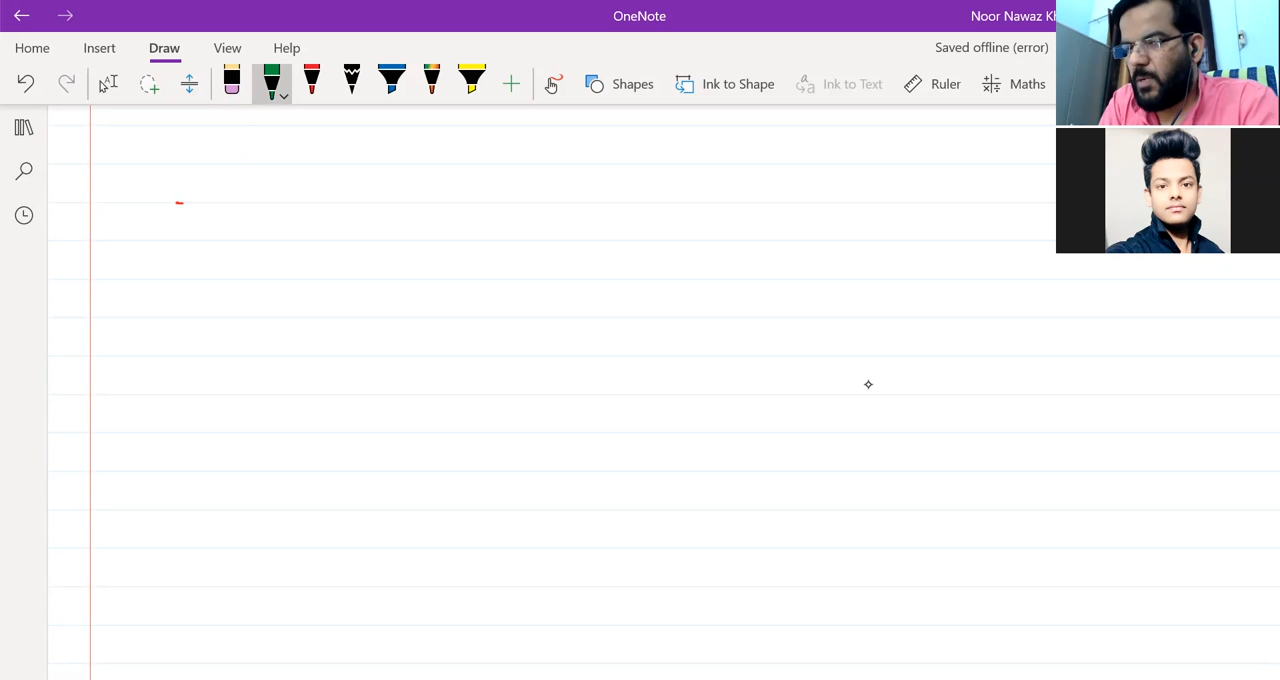 OneNote
Noor Nawaz Kh
Home Insert Draw View Help
Saved offline (error)
Shapes Ink to Shape Ink to Text Ruler Maths